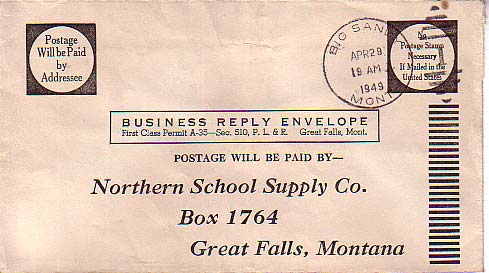 Postage
Will be Paid
by
Addressee
BIG SAN
APR 29
19 AM
1949
MONT
No
Postage Stamp
Necessary
If Mailed in the
United States
BUSINESS REPLY ENVELOPE
First Class Permit A-35—Sec. 510, P. L. & R. Great Falls, Mont.
POSTAGE WILL BE PAID BY—
Northern School Supply Co.
Box 1764
Great Falls, Montana